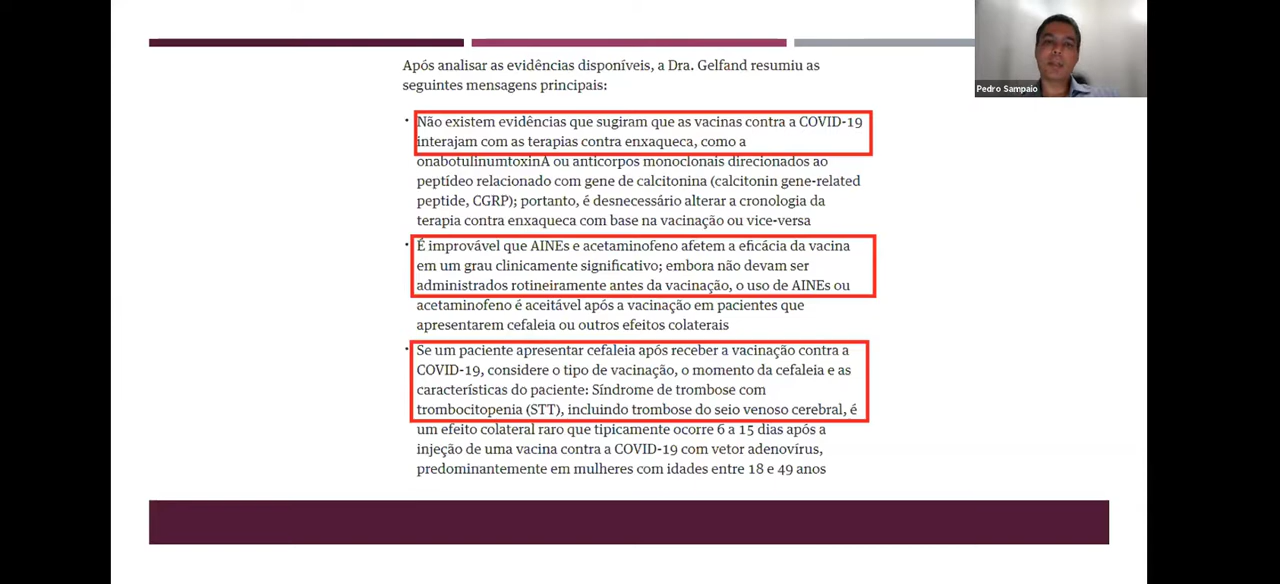 Após analisar as evidências disponíveis, a Dra. Gelfand resumiu as
seguintes mensagens principais:
Pedro Sampaio
• Não existem evidências que sugiram que as vacinas contra a COVID-19
interajam com as terapias contra enxaqueca, como a
onabotulinumtoxinA ou anticorpos monoclonais direcionados ao
peptídeo relacionado com gene de calcitonina (calcitonin gene-related
peptide, CGRP); portanto, é desnecessário alterar a cronologia da
terapia contra enxaqueca com base na vacinação ou vice-versa
• É improvável que AINEs e acetaminofeno afetem a eficácia da vacina
em um grau clinicamente significativo; embora não devam ser
administrados rotineiramente antes da vacinação, o uso de AINEs ou
acetaminofeno é aceitável após a vacinação em pacientes que
apresentarem cefaleia ou outros efeitos colaterais
• Se um paciente apresentar cefaleia após receber a vacinação contra a
COVID-19, considere o tipo de vacinação, o momento da cefaleia e as
características do paciente: Síndrome de trombose com
trombocitopenia (STT), incluindo trombose do seio venoso cerebral, é
um efeito colateral raro que tipicamente ocorre 6 a 15 dias após a
injeção de uma vacina contra a COVID-19 com vetor adenovírus,
predominantemente em mulheres com idades entre 18 e 49 anos